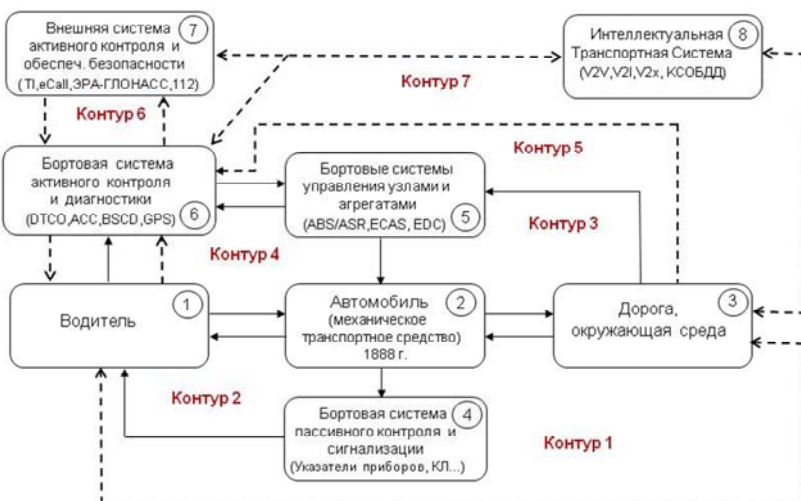 Внешняя система
активного контроля и
обеспеч. безопасности
(TI,eCall,ЭРА-ГЛОНАСС,112)
7
Интеллектуальная
Транспортная Система
(V2V,V2I,V2x, КСОБДД)
8
Контур 7
Контур 6
Контур 5
Бортовая система
активного контроля
и диагностики
(DTCO,ACC,BSCD,GPS)
6
Бортовые системы
управления узлами и
агрегатами
(ABS/ASR,ECAS, EDC)
5
Контур 3
Контур 4
Водитель
1
Автомобиль
(механическое
транспортное средство)
1888 г.
2
Дорога,
окружающая среда
3
Контур 2
Бортовая система
пассивного контроля и
сигнализации
(Указатели приборов, КЛ...)
4
Контур 1